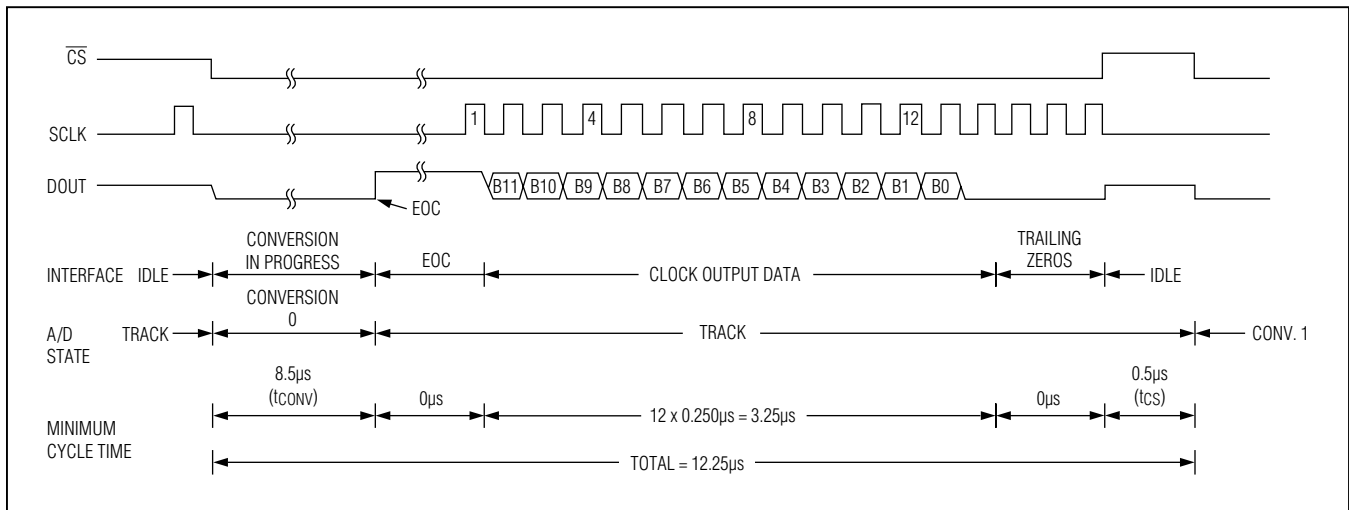 CS
SCLK 1 4 8 12
DOUT B11 B10 B9 B8 B7 B6 B5 B4 B3 B2 B1 B0
EOC
INTERFACE IDLE CONVERSION IN PROGRESS EOC CLOCK OUTPUT DATA TRAILING ZEROS IDLE
A/D STATE TRACK CONVERSION 0 TRACK CONV. 1
MINIMUM CYCLE TIME 8.5µs (tCONV) 0µs 12 x 0.250µs = 3.25µs 0µs 0.5µs (tCS)
TOTAL = 12.25µs